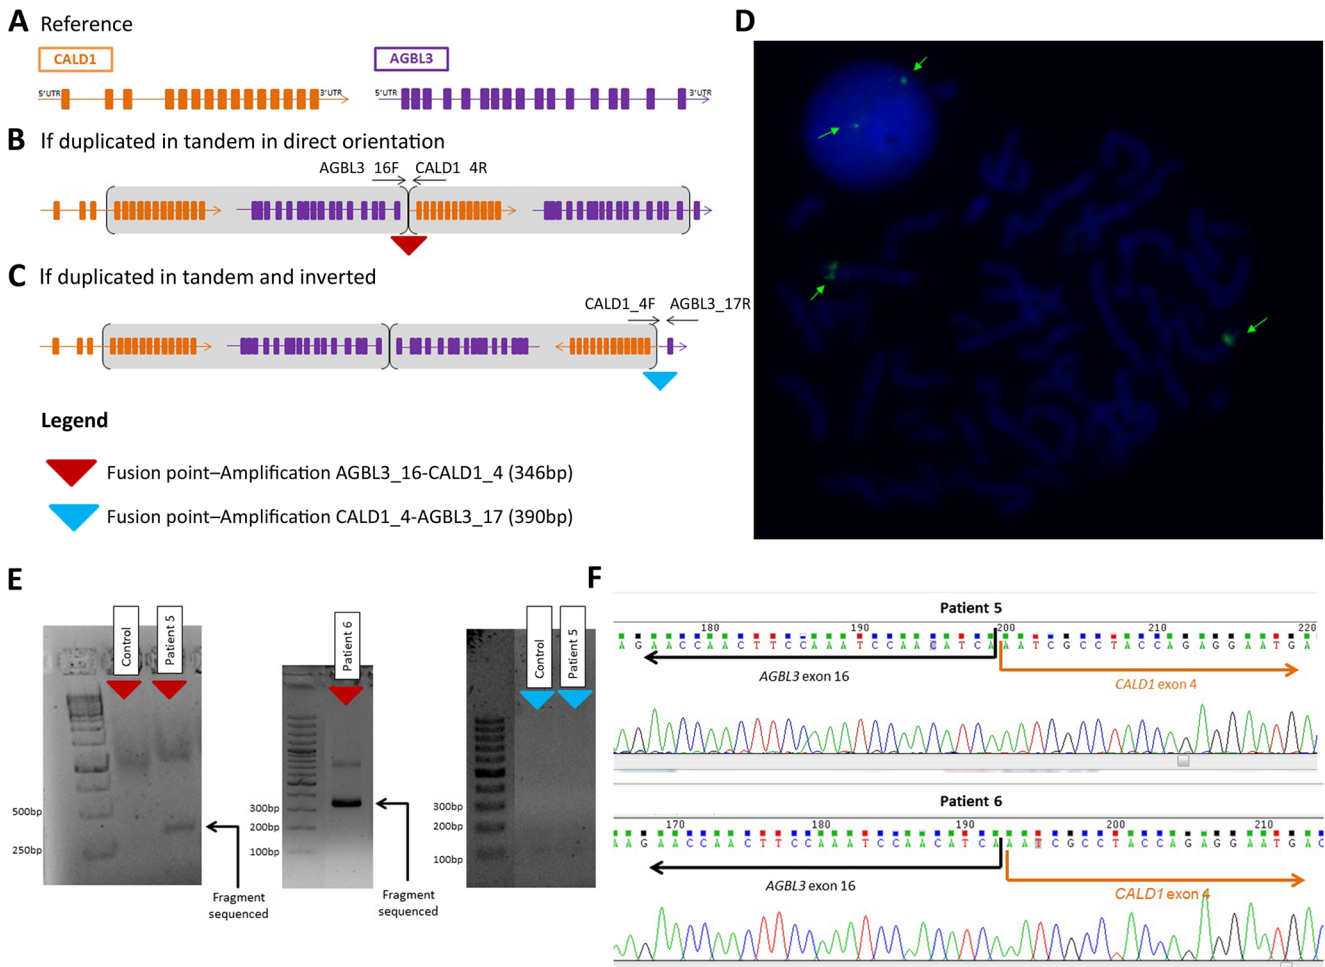 A Reference
CALD1
AGBL3
5'UTR 3'UTR 5'UTR 3'UTR
B If duplicated in tandem in direct orientation
AGBL3 16F CALD1 4R
C If duplicated in tandem and inverted
CALD1_4F AGBL3_17R
Legend
Fusion point–Amplification AGBL3_16-CALD1_4 (346bp)
Fusion point–Amplification CALD1_4-AGBL3_17 (390bp)
D
E
Control
Patient 5
500bp
250bp
Fragment
sequenced
Patient 6
300bp
200bp
100bp
Fragment
sequenced
Control
Patient 5
300bp
200bp
100bp
F
Patient 5
180 190 200 210 220
A G A A C C A A C T T C C A A A T C C A A C A T C A A A T C G C C T A C C A G A G G A A T G A
AGBL3 exon 16
CALD1 exon 4
Patient 6
170 180 190 200 210
A A G A A C C A A C T T C C A A A T C C A A C A T C A A A T C G C C T A C C A G A G G A A T G A C
AGBL3 exon 16
CALD1 exon 4